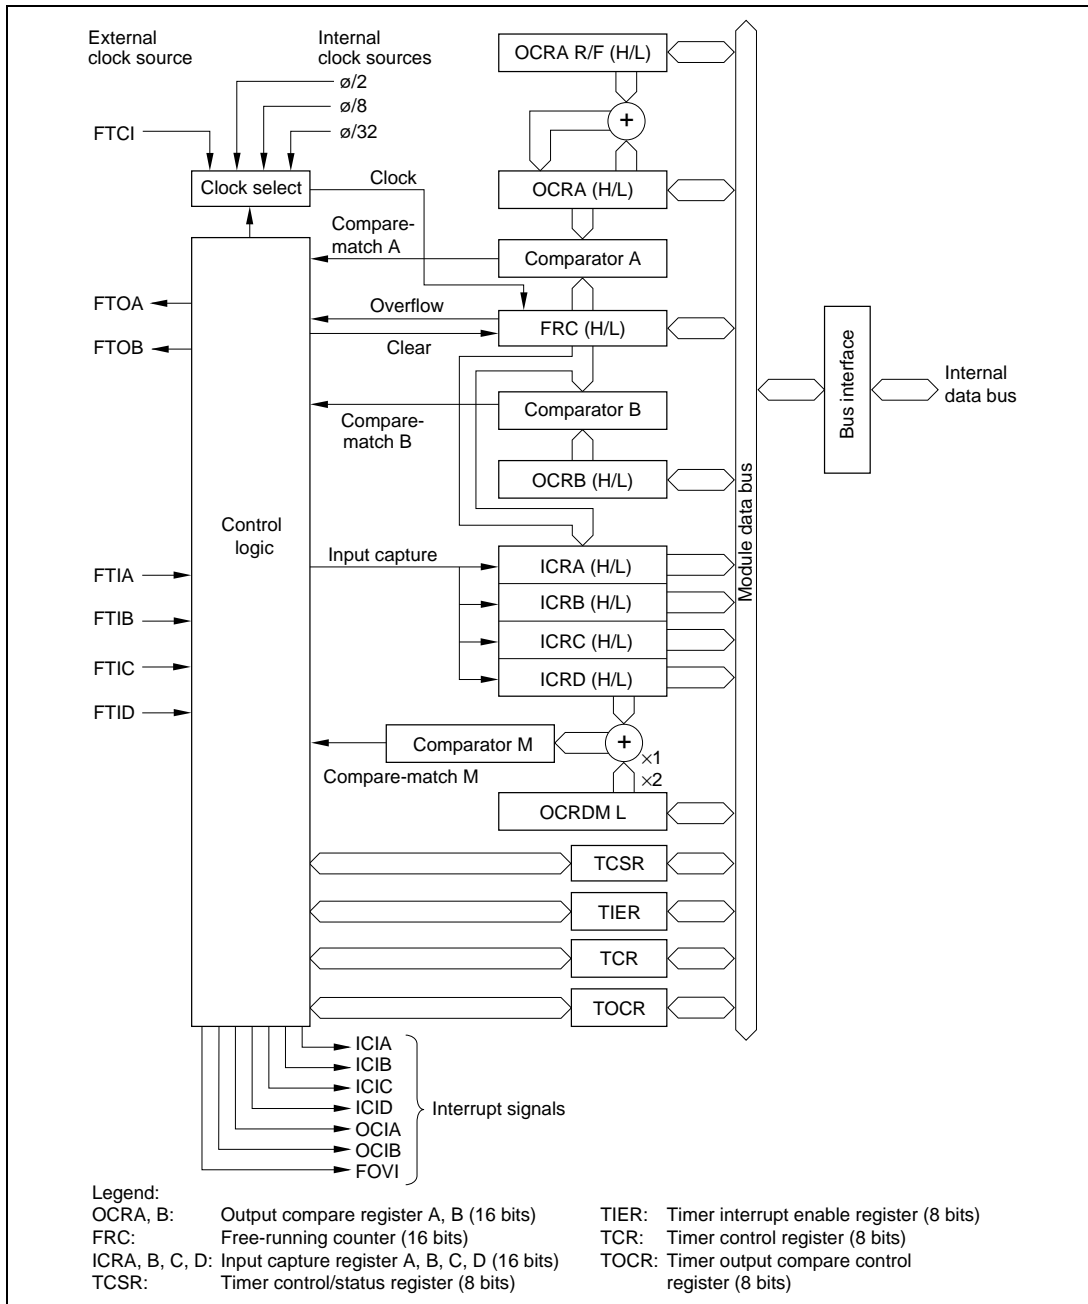 External
clock source
Internal
clock sources
ø/2
ø/8
ø/32
FTCI
Clock select
Clock
OCRA R/F (H/L)
+
OCRA (H/L)
Compare-
match A
Comparator A
FTOA
Overflow
FRC (H/L)
FTOB
Clear
Compare-
match B
Comparator B
OCRB (H/L)
Module data bus
Bus interface
Internal
data bus
Control
logic
Input capture
FTIA
FTIB
FTIC
FTID
ICRA (H/L)
ICRB (H/L)
ICRC (H/L)
ICRD (H/L)
Comparator M
+
×1
×2
Compare-match M
OCRDM L
TCSR
TIER
TCR
TOCR
ICIA
ICIB
ICIC
ICID
OCIA
OCIB
FOVI
Interrupt signals
Legend:
OCRA, B: Output compare register A, B (16 bits)
FRC: Free-running counter (16 bits)
ICRA, B, C, D: Input capture register A, B, C, D (16 bits)
TCSR: Timer control/status register (8 bits)
TIER: Timer interrupt enable register (8 bits)
TCR: Timer control register (8 bits)
TOCR: Timer output compare control
register (8 bits)